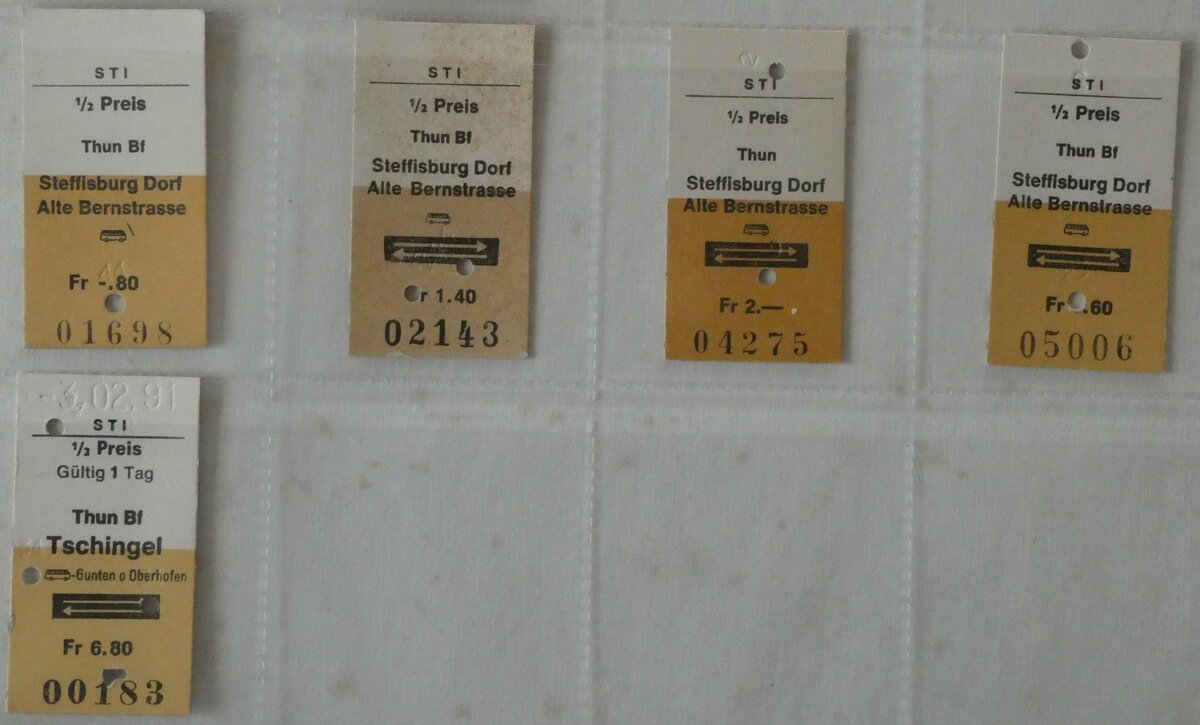 STI
1/2 Preis
Thun Bf
Steffisburg Dorf
Alte Bernstrasse
Fr -.80
01698
STI
1/2 Preis
Thun Bf
Steffisburg Dorf
Alte Bernstrasse
r 1.40
02143
STI
1/2 Preis
Thun
Steffisburg Dorf
Alte Bernstrasse
Fr 2.—
04275
STI
1/2 Preis
Thun Bf
Steffisburg Dorf
Alte Bernstrasse
Fr .60
05006
-3.02.91
STI
1/2 Preis
Gültig 1 Tag
Thun Bf
Tschingel
-Gunten o Oberhofen
Fr 6.80
00183